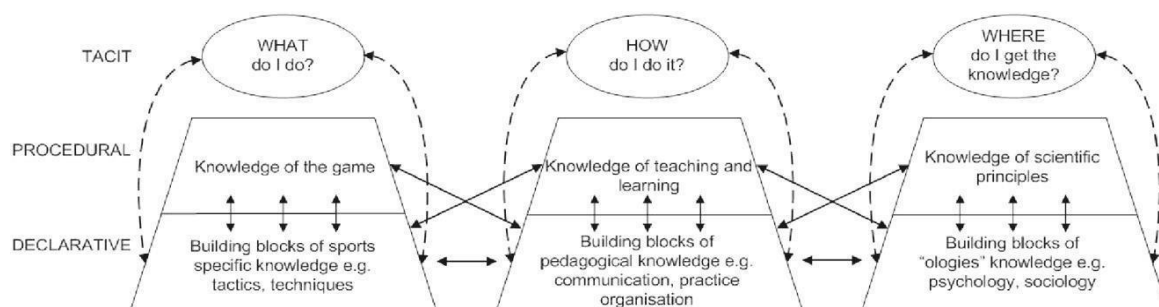 TACIT
WHAT
do I do?
HOW
do I do it?
WHERE
do I get the
knowledge?
PROCEDURAL
Knowledge of the game
Knowledge of teaching and
learning
Knowledge of scientific
principles
DECLARATIVE
Building blocks of sports
specific knowledge e.g.
tactics, techniques
Building blocks of
pedagogical knowledge e.g.
communication, practice
organisation
Building blocks of
“ologies” knowledge e.g.
psychology, sociology